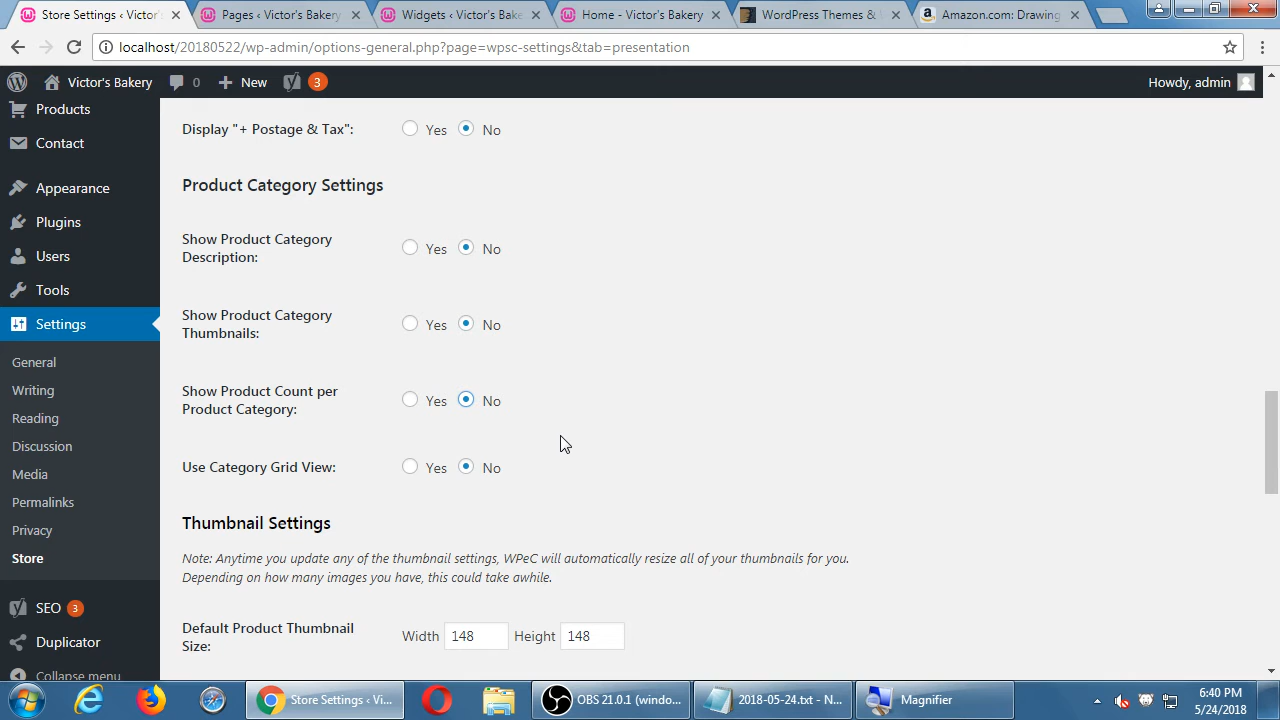 Store Settings ‹ Victor'
Pages ‹ Victor's Bakery
Widgets ‹ Victor's Bake
Home - Victor's Bakery
WordPress Themes &
Amazon.com: Drawing
localhost/20180522/wp-admin/options-general.php?page=wpsc-settings&tab=presentation
Victor's Bakery
0
New
3
Howdy, admin
Products
Contact
Appearance
Plugins
Users
Tools
Settings
General
Writing
Reading
Discussion
Media
Permalinks
Privacy
Store
SEO 3
Duplicator
Collapse menu
Display "+ Postage & Tax":
Yes No
Product Category Settings
Show Product Category
Description:
Yes No
Show Product Category
Thumbnails:
Yes No
Show Product Count per
Product Category:
Yes No
Use Category Grid View:
Yes No
Thumbnail Settings
Note: Anytime you update any of the thumbnail settings, WPeC will automatically resize all of your thumbnails for you.
Depending on how many images you have, this could take awhile.
Default Product Thumbnail
Size:
Width 148 Height 148
Store Settings ‹ Vi...
OBS 21.0.1 (windo...
2018-05-24.txt - N...
Magnifier
6:40 PM
5/24/2018